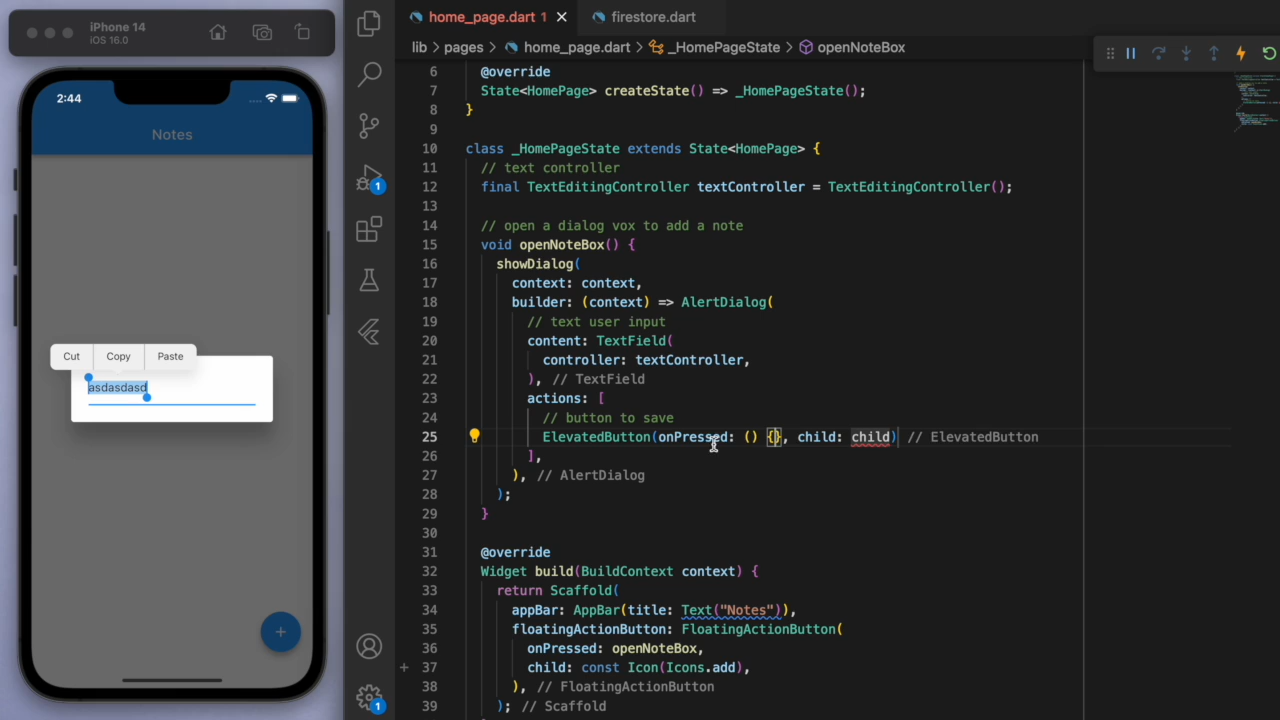 iPhone 14
iOS 16.0
2:44
Notes
Cut Copy Paste
asdasdasd
home_page.dart 1
firestore.dart
lib > pages > home_page.dart > _HomePageState > openNoteBox
6 @override
7 State<HomePage> createState() => _HomePageState();
8 }
9
10 class _HomePageState extends State<HomePage> {
11 // text controller
12 final TextEditingController textController = TextEditingController();
13
14 // open a dialog vox to add a note
15 void openNoteBox() {
16 showDialog(
17 context: context,
18 builder: (context) => AlertDialog(
19 // text user input
20 content: TextField(
21 controller: textController,
22 ), // TextField
23 actions: [
24 // button to save
25 ElevatedButton(onPressed: () {}, child: child) // ElevatedButton
26 ],
27 ), // AlertDialog
28 );
29 }
30
31 @override
32 Widget build(BuildContext context) {
33 return Scaffold(
34 appBar: AppBar(title: Text("Notes")),
35 floatingActionButton: FloatingActionButton(
36 onPressed: openNoteBox,
37 child: const Icon(Icons.add),
38 ), // FloatingActionButton
39 ); // Scaffold
1
1